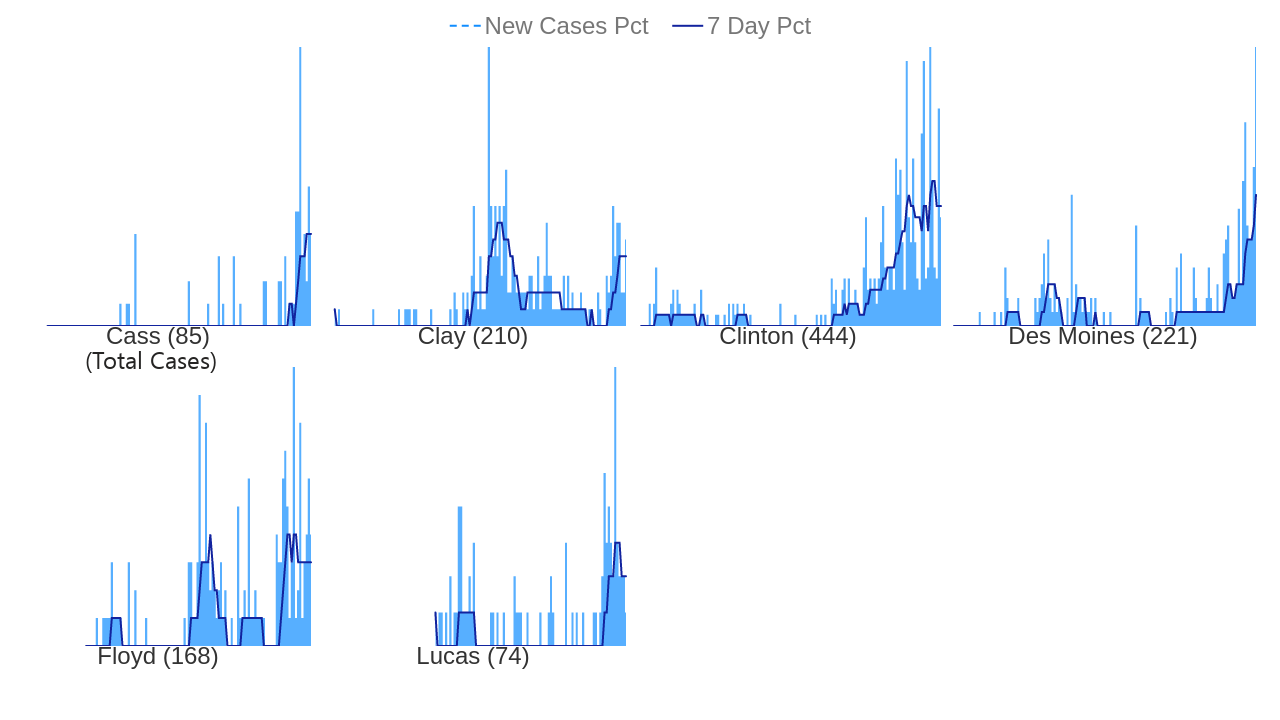 New Cases Pct 7 Day Pct
Cass (85) Clay (210) Clinton (444) Des Moines (221)
(Total Cases)
Floyd (168) Lucas (74)